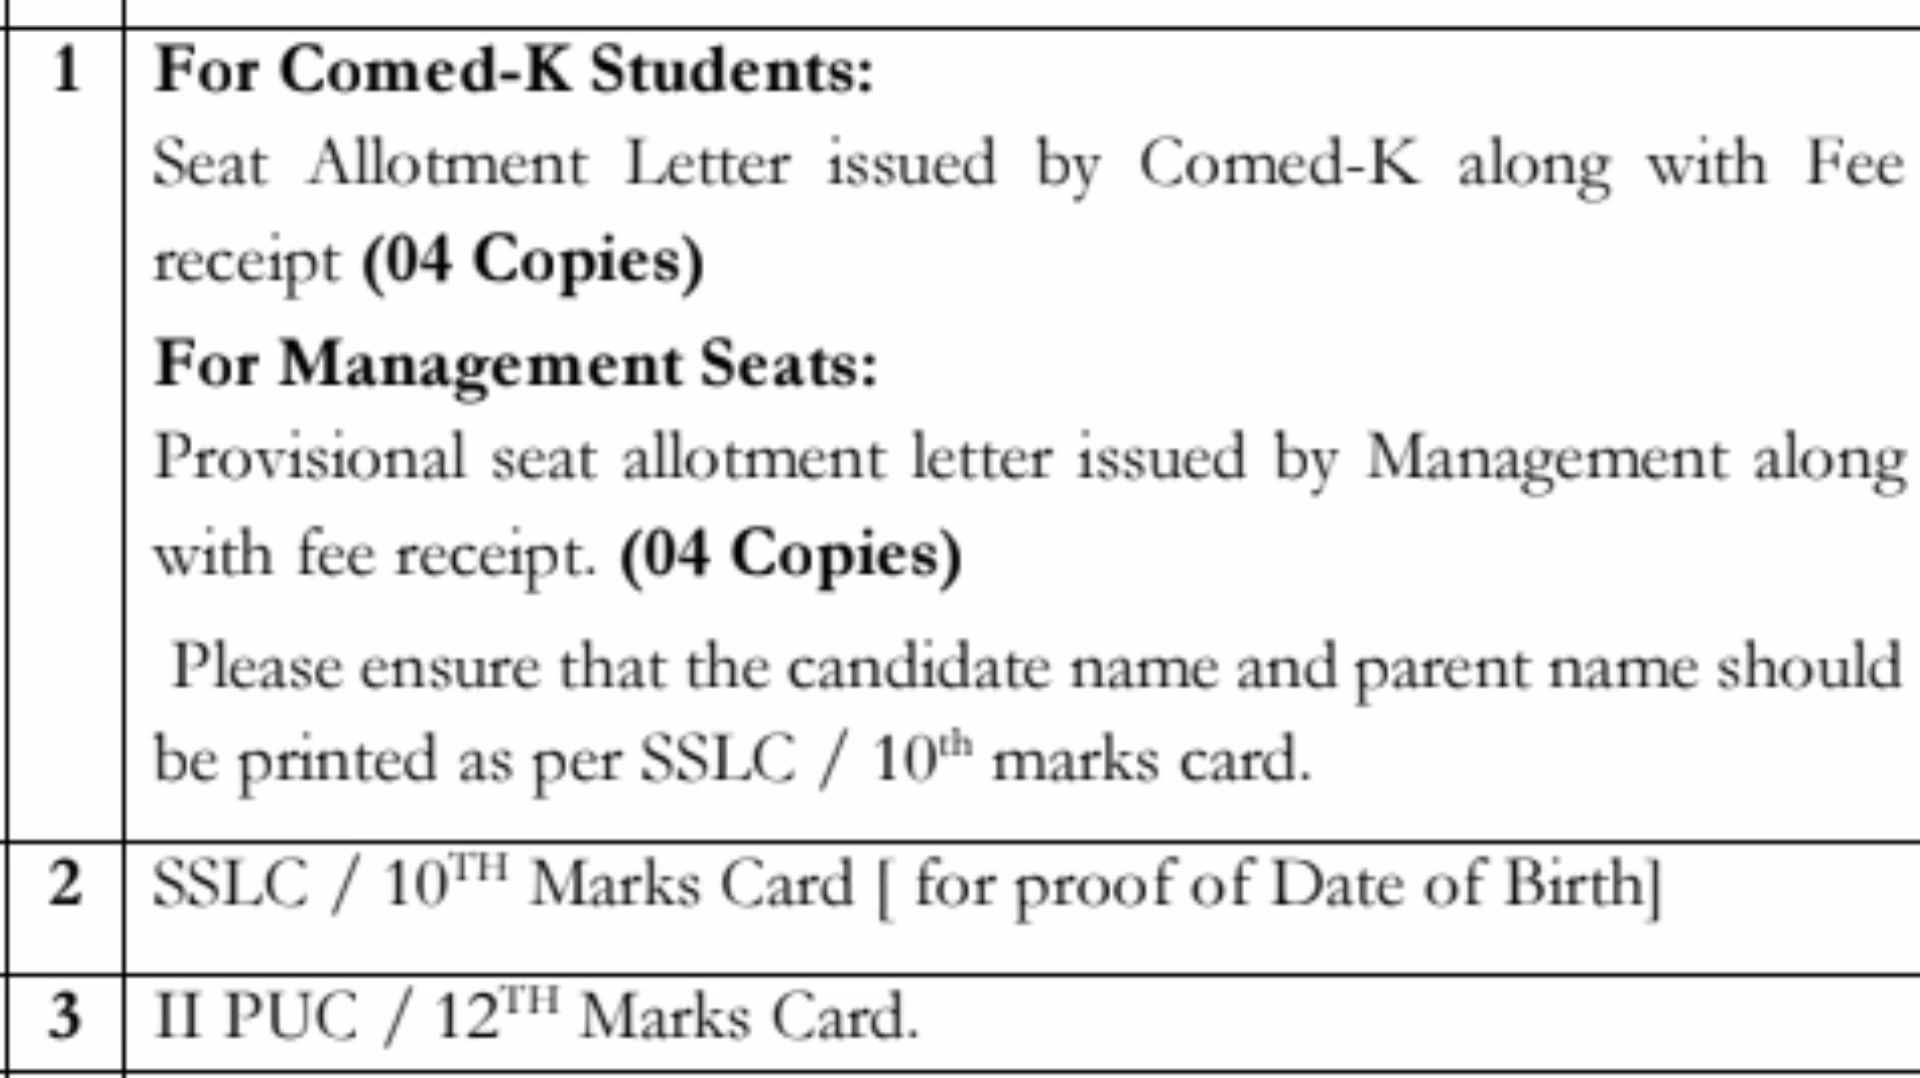 1 For Comed-K Students:
Seat Allotment Letter issued by Comed-K along with Fee
receipt (04 Copies)
For Management Seats:
Provisional seat allotment letter issued by Management along
with fee receipt. (04 Copies)
Please ensure that the candidate name and parent name should
be printed as per SSLC / 10th marks card.
2 SSLC / 10TH Marks Card [ for proof of Date of Birth]
3 II PUC / 12TH Marks Card.